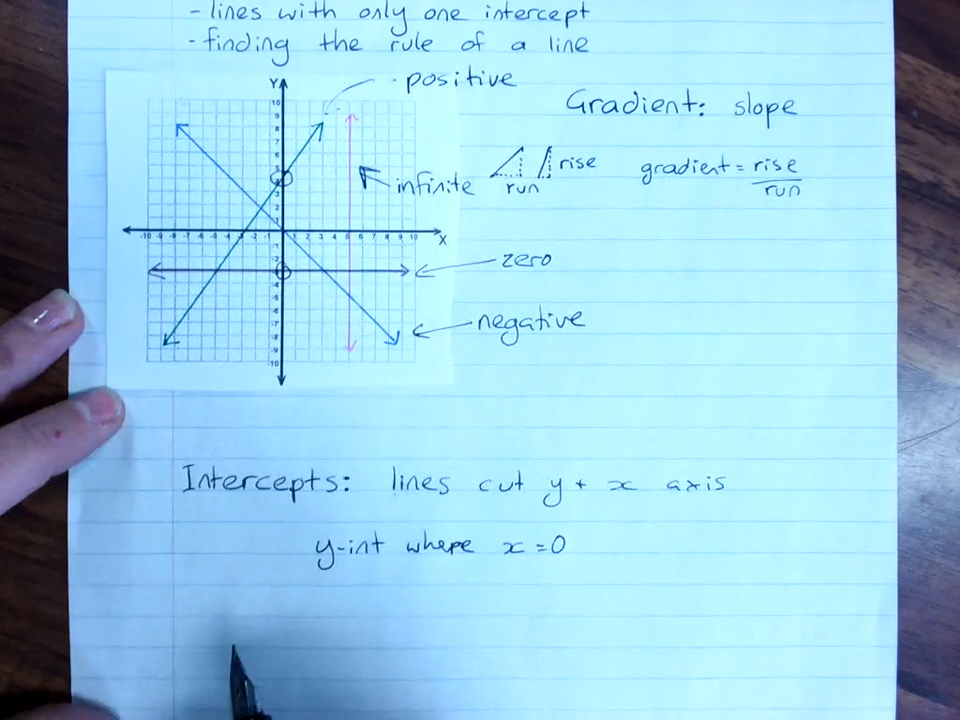 - lines with only one intercept
- finding the rule of a line
Y
· positive
Gradient: slope
infinite
rise
run
gradient = rise
run
X
zero
negative
Intercepts: lines cut y + x axis
y-int where x = 0